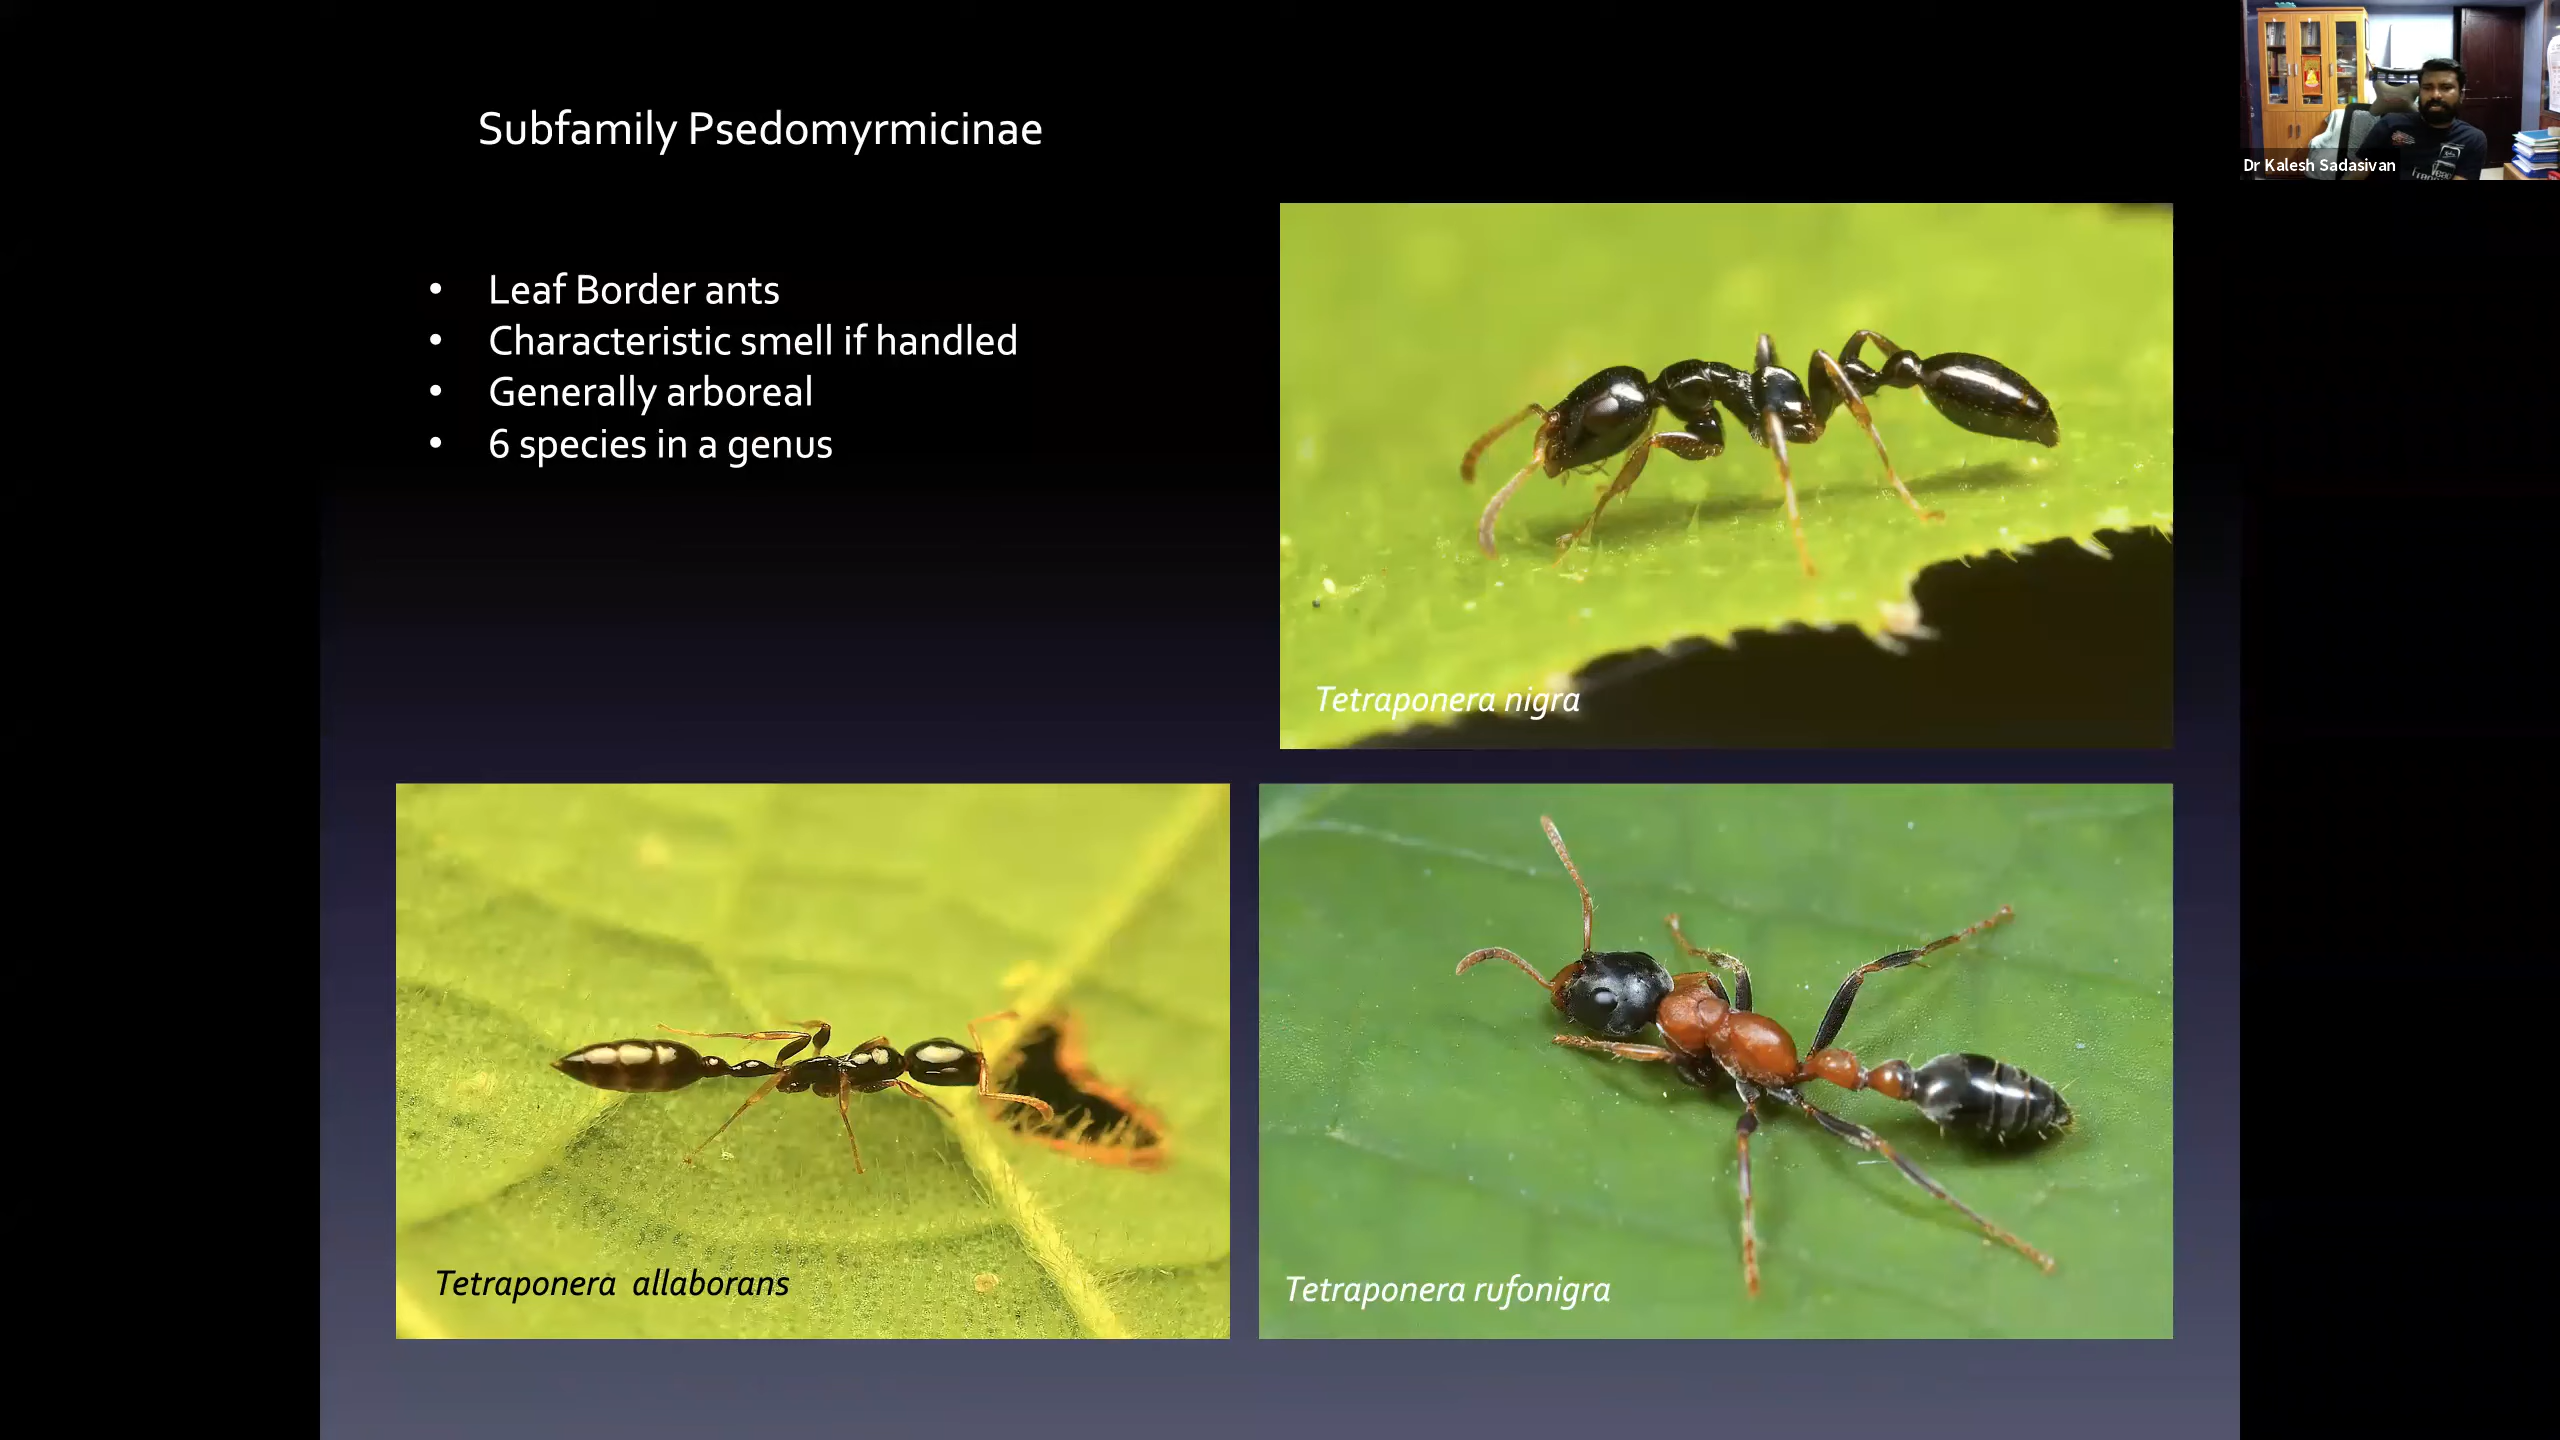 Subfamily Psedomyrmicinae
Dr Kalesh Sadasivan
• Leaf Border ants
• Characteristic smell if handled
• Generally arboreal
• 6 species in a genus
Tetraponera nigra
Tetraponera allaborans
Tetraponera rufonigra